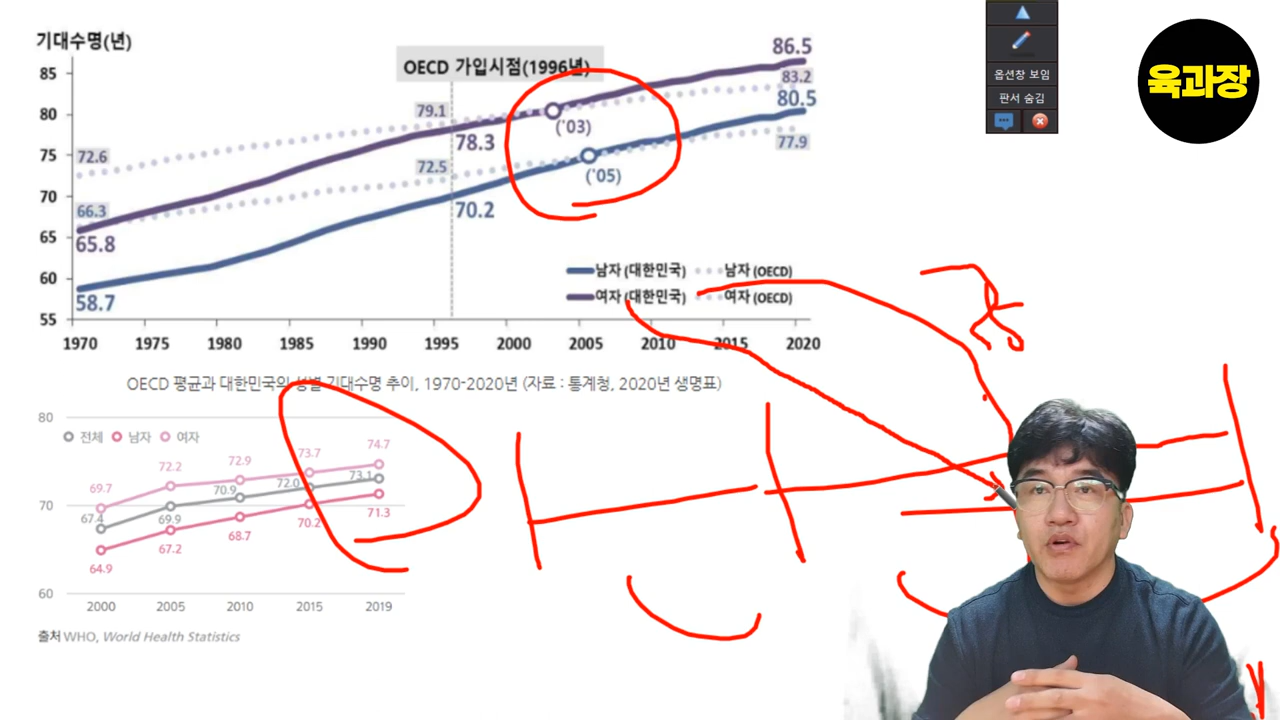 기대수명(년)
OECD 가입시점(1996년)
86.5
83.2
80.5
77.9
79.1
78.3
72.5
70.2
('03)
('05)
72.6
66.3
65.8
58.7
85
80
75
70
65
60
55
남자 (대한민국) 남자 (OECD)
여자 (대한민국) 여자 (OECD)
1970 1975 1980 1985 1990 1995 2000 2005 2010 2015 2020
OECD 평균과 대한민국의 성별 기대수명 추이, 1970-2020년 (자료 : 통계청, 2020년 생명표)
80
70
60
전체 남자 여자
69.7 72.2 72.9 73.7 74.7
67.4 69.9 70.9 72.0 73.1
64.9 67.2 68.7 70.2 71.3
2000 2005 2010 2015 2019
출처 WHO, World Health Statistics
옵션창 보임
판서 숨김
육과장